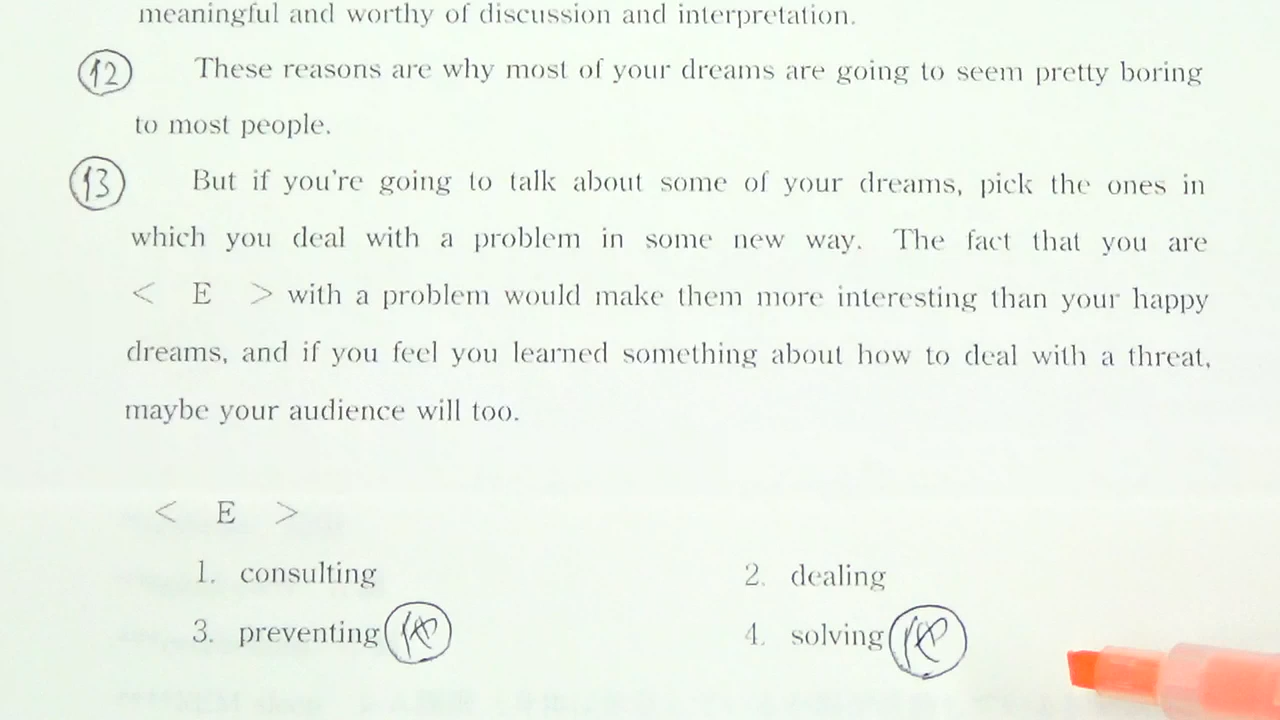 meaningful and worthy of discussion and interpretation.
12 These reasons are why most of your dreams are going to seem pretty boring
to most people.
13 But if you're going to talk about some of your dreams, pick the ones in
which you deal with a problem in some new way. The fact that you are
< E > with a problem would make them more interesting than your happy
dreams, and if you feel you learned something about how to deal with a threat,
maybe your audience will too.
< E >
1. consulting 2. dealing
3. preventing 4. solving